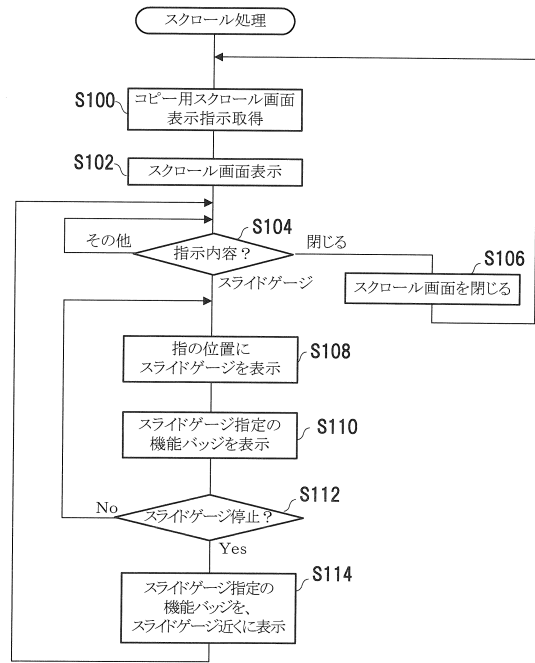 スクロール処理
S100
コピー用スクロール画面
表示指示取得
S102
スクロール画面表示
S104
その他
指示内容？
閉じる
S106
スライドゲージ
スクロール画面を閉じる
指の位置に
スライドゲージを表示
S108
スライドゲージ指定の
機能バッジを表示
S110
S112
No
スライドゲージ停止？
Yes
S114
スライドゲージ指定の
機能バッジを、
スライドゲージ近くに表示